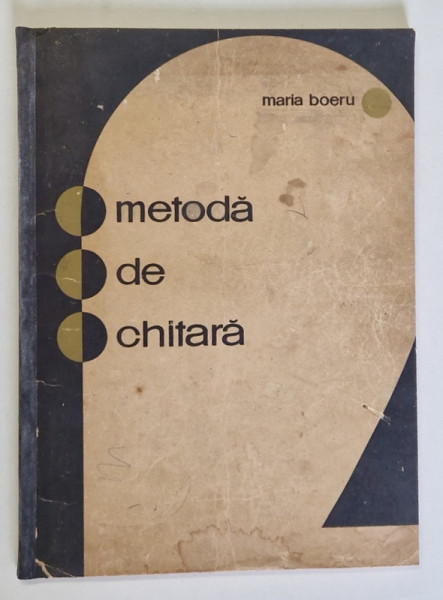 maria boeru
metodă
de
chitară